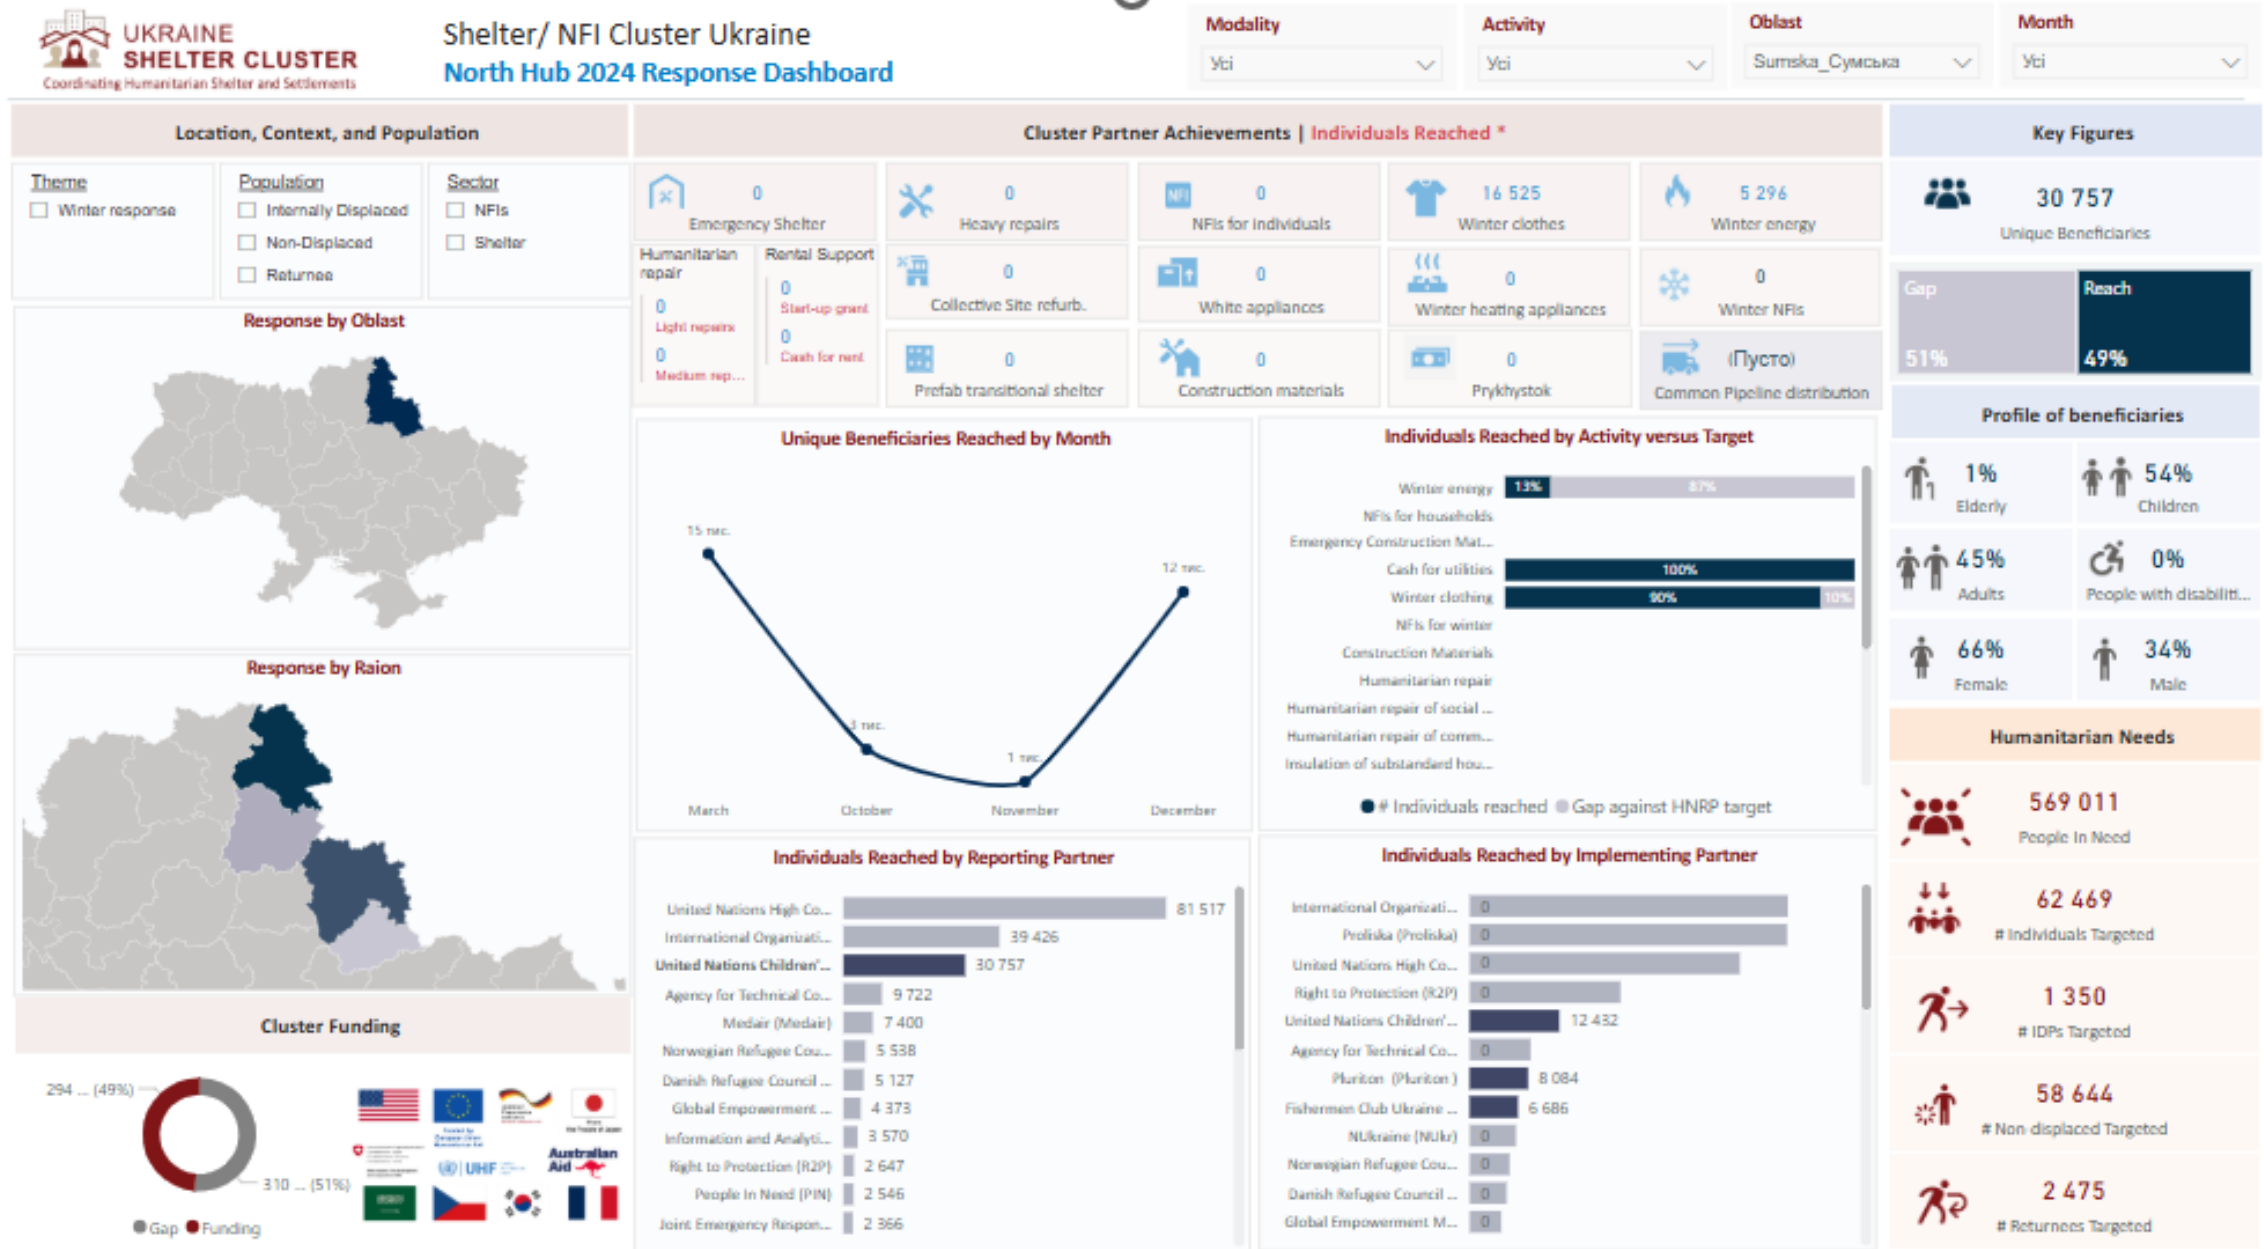 UKRAINE
SHELTER CLUSTER
Coordinating Humanitarian Shelter and Settlements
Shelter/ NFI Cluster Ukraine
North Hub 2024 Response Dashboard
Modality
Усі
Activity
Усі
Oblast
Sumska_Сумська
Month
Усі
Location, Context, and Population
Theme
Winter response
Population
Internally Displaced
Non-Displaced
Returnee
Sector
NFIs
Shelter
Response by Oblast
Response by Raion
Cluster Funding
294 ... (49%)
310 ... (51%)
Gap Funding
UHF
Australian
Aid
Cluster Partner Achievements | Individuals Reached *
0
Emergency Shelter
0
Heavy repairs
NFI
0
NFIs for individuals
16 525
Winter clothes
5 296
Winter energy
Humanitarian
repair
0
Light repairs
0
Medium rep...
Rental Support
0
Start-up grant
0
Cash for rent
0
Collective Site refurb.
0
White appliances
0
Winter heating appliances
0
Winter NFIs
0
Prefab transitional shelter
0
Construction materials
0
Prykhystok
(Пусто)
Common Pipeline distribution
Unique Beneficiaries Reached by Month
15 тис.
3 тис.
1 тис.
12 тис.
March
October
November
December
Individuals Reached by Activity versus Target
Winter energy 13% 87%
NFIs for households
Emergency Construction Mat...
Cash for utilities 100%
Winter clothing 90% 10%
NFIs for winter
Construction Materials
Humanitarian repair
Humanitarian repair of social ...
Humanitarian repair of comm...
Insulation of substandard hou...
# Individuals reached Gap against HNRP target
Individuals Reached by Reporting Partner
United Nations High Co... 81 517
International Organizati... 39 426
United Nations Children'... 30 757
Agency for Technical Co... 9 722
Medair (Medair) 7 400
Norwegian Refugee Cou... 5 538
Danish Refugee Council ... 5 127
Global Empowerment ... 4 373
Information and Analyti... 3 570
Right to Protection (R2P) 2 647
People In Need (PIN) 2 546
Joint Emergency Respon... 2 366
Individuals Reached by Implementing Partner
International Organizati... 0
Proliska (Proliska) 0
United Nations High Co... 0
Right to Protection (R2P) 0
United Nations Children'... 12 432
Agency for Technical Co... 0
Pluriton (Pluriton ) 8 084
Fishermen Club Ukraine ... 6 686
NUkraine (NUkr) 0
Norwegian Refugee Cou... 0
Danish Refugee Council ... 0
Global Empowerment M... 0
Key Figures
30 757
Unique Beneficiaries
Gap
51%
Reach
49%
Profile of beneficiaries
1%
Elderly
54%
Children
45%
Adults
0%
People with disabiliti...
66%
Female
34%
Male
Humanitarian Needs
569 011
People In Need
62 469
# Individuals Targeted
1 350
# IDPs Targeted
58 644
# Non-displaced Targeted
2 475
# Returnees Targeted